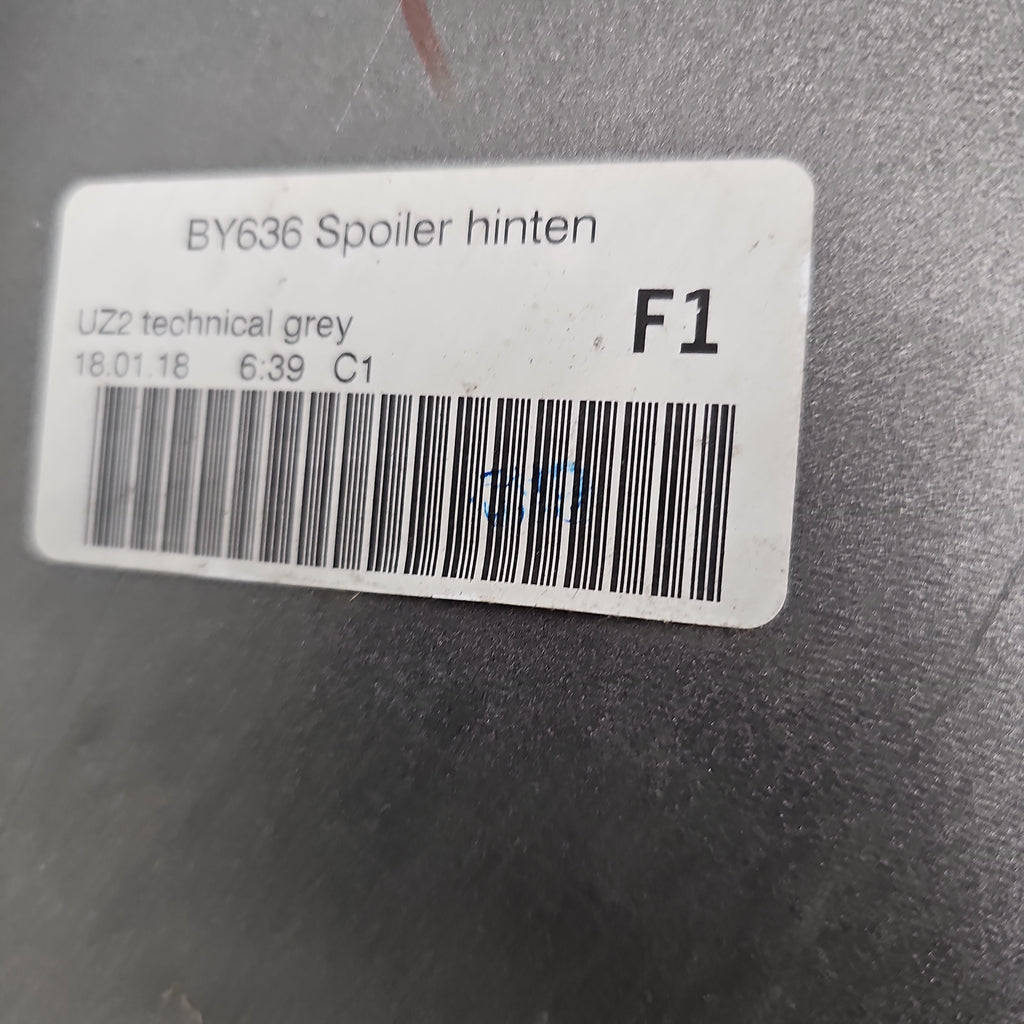 BY636 Spoiler hinten
F1
UZ2 technical grey
18.01.18 6:39 C1